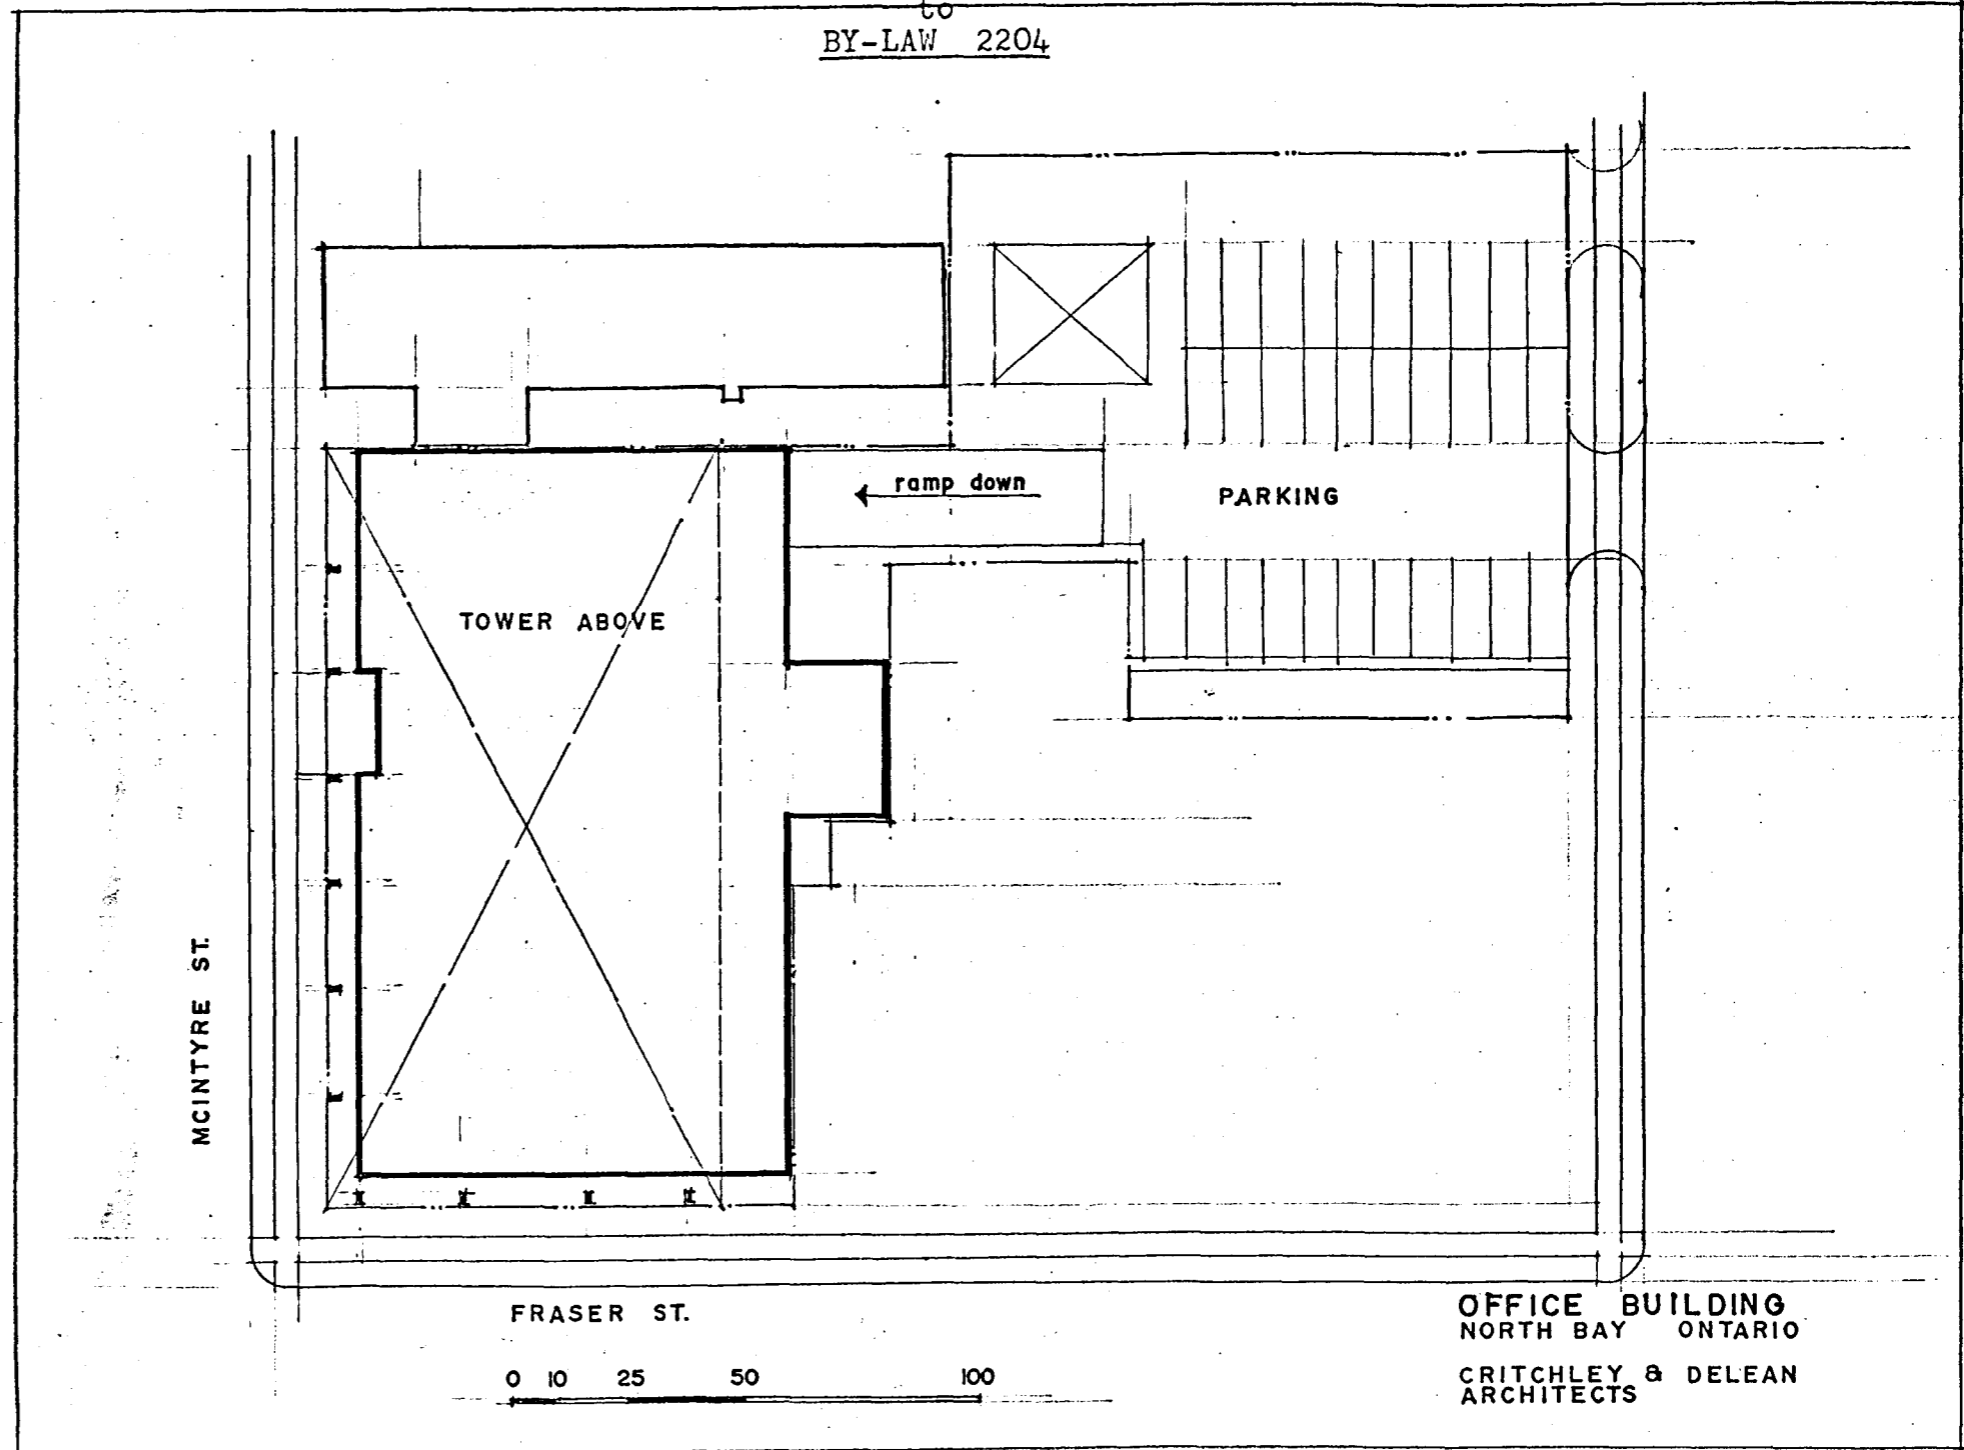 to
BY-LAW 2204
ramp down
PARKING
TOWER ABOVE
MCINTYRE ST.
FRASER ST.
0 10 25 50 100
OFFICE BUILDING
NORTH BAY ONTARIO
CRITCHLEY & DELEAN
ARCHITECTS